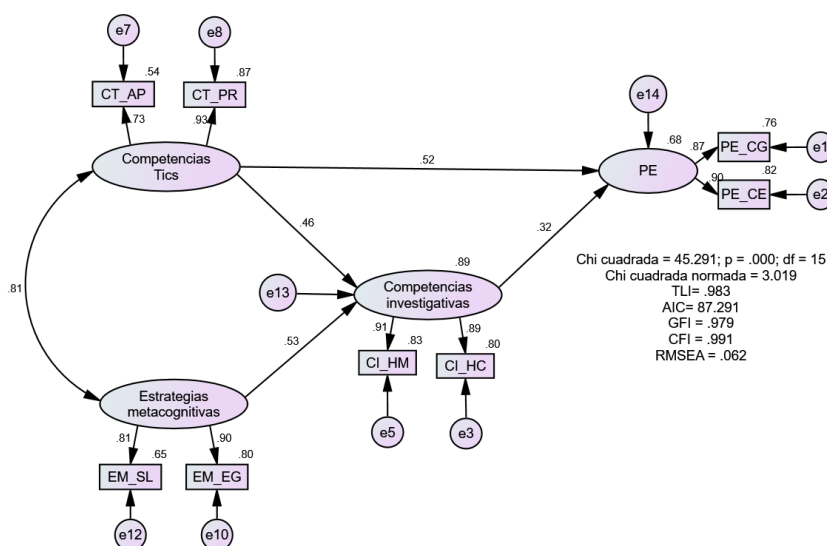 e7
e8
.54
.87
CT_AP
CT_PR
.73
.93
e14
.68
.87
.76
PE_CG
e1
Competencias
Tics
.52
PE
.90
.82
PE_CE
e2
.46
.32
.81
e13
.89
Competencias
investigativas
Chi cuadrada = 45.291; p = .000; df = 15
Chi cuadrada normada = 3.019
TLI= .983
AIC= 87.291
GFI= .979
CFI= .991
RMSEA = .062
.53
.91
.83
.89
.80
CI_HM
CI_HC
Estrategias
metacognitivas
e5
e3
.81
.65
.90
.80
EM_SL
EM_EG
e12
e10